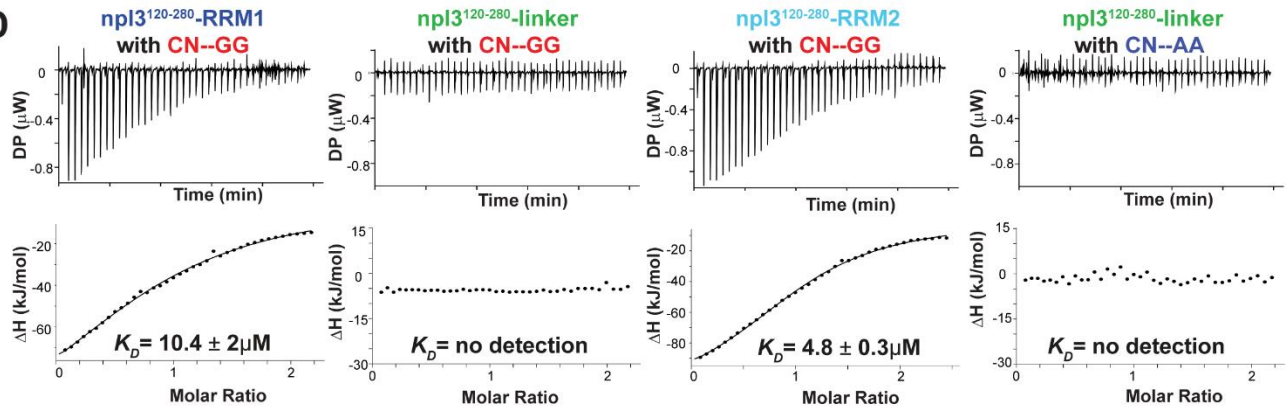 D
npl3120-280-RRM1
with CN--GG
0
-0.4
-0.8
DP (μW)
Time (min)
-20
-40
-60
ΔH (kJ/mol)
KD= 10.4 ± 2μM
0 1 2
Molar Ratio
npl3120-280-linker
with CN--GG
0
-0.4
-0.8
DP (μW)
Time (min)
15
0
-15
-30
ΔH (kJ/mol)
KD= no detection
0 1 2
Molar Ratio
npl3120-280-RRM2
with CN--GG
0
-0.4
-0.8
DP (μW)
Time (min)
-20
-40
-60
-80
ΔH (kJ/mol)
KD= 4.8 ± 0.3μM
0 1 2
Molar Ratio
npl3120-280-linker
with CN--AA
0
-0.4
-0.8
DP (μW)
Time (min)
15
0
-15
-30
ΔH (kJ/mol)
KD= no detection
0 1 2
Molar Ratio